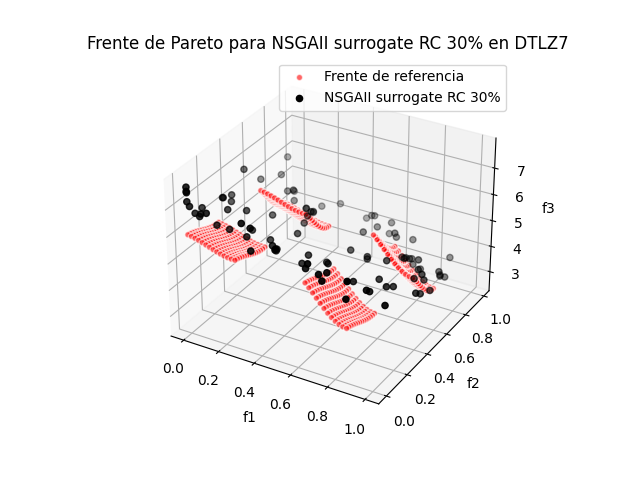 Frente de Pareto para NSGAII surrogate RC 30% en DTLZ7
Frente de referencia
NSGAII surrogate RC 30%
7
6
5
4
3
f3
0.0
0.2
0.4
0.6
0.8
1.0
f1
0.0
0.2
0.4
0.6
0.8
1.0
f2